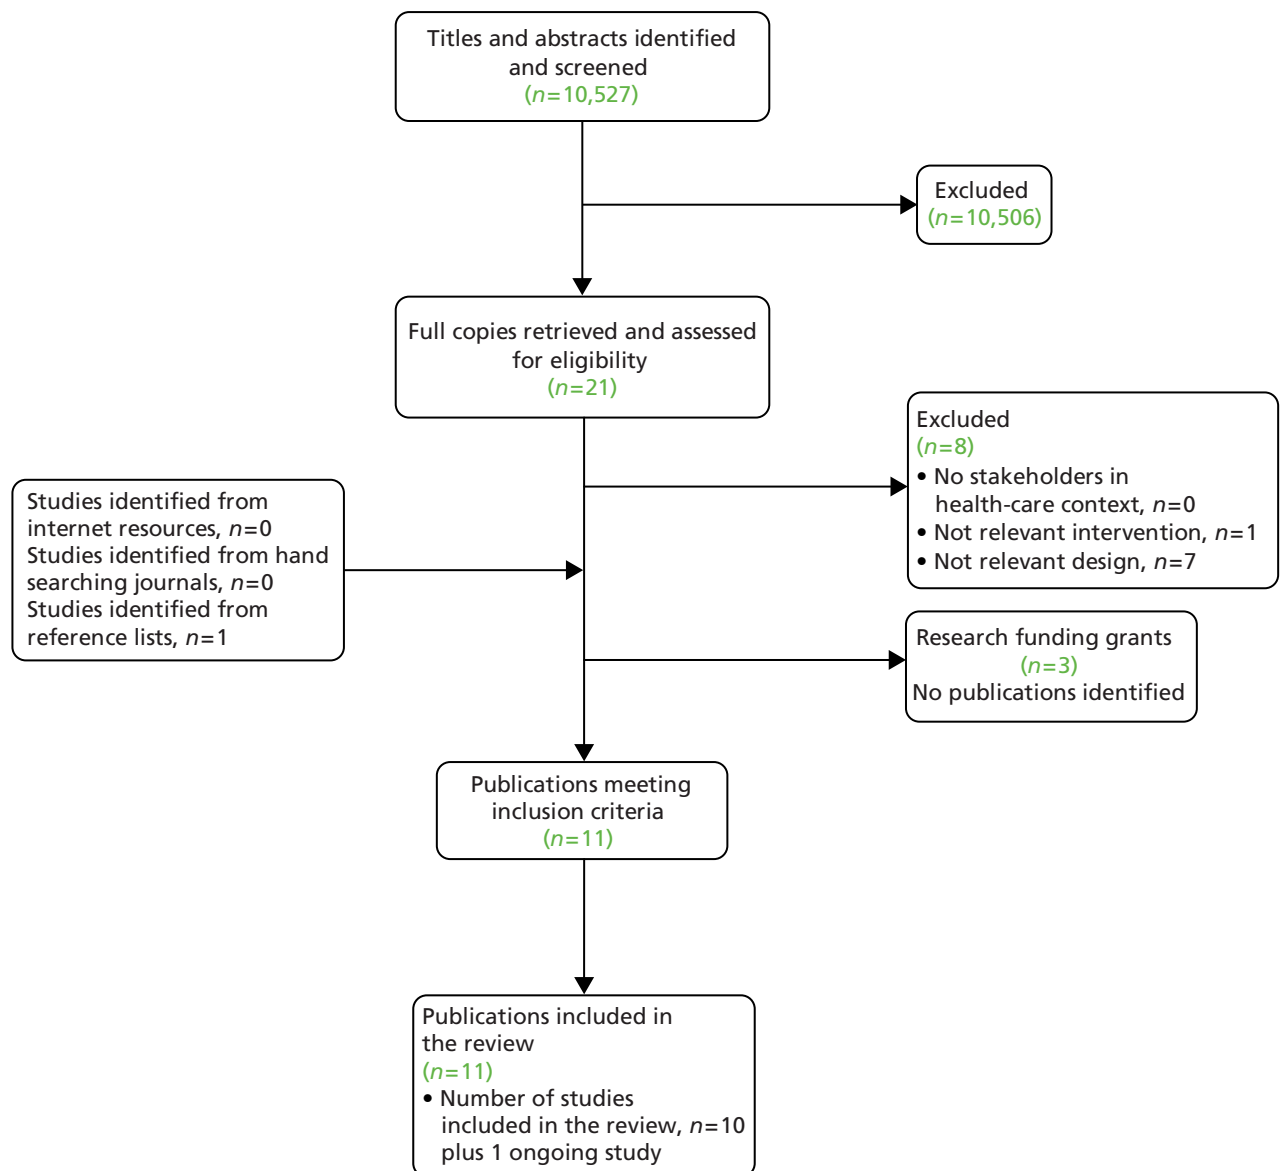 Titles and abstracts identified
and screened
(n=10,527)
Excluded
(n=10,506)
Full copies retrieved and assessed
for eligibility
(n=21)
Excluded
(n=8)
• No stakeholders in
health-care context, n=0
• Not relevant intervention, n=1
• Not relevant design, n=7
Studies identified from
internet resources, n=0
Studies identified from hand
searching journals, n=0
Studies identified from
reference lists, n=1
Research funding grants
(n=3)
No publications identified
Publications meeting
inclusion criteria
(n=11)
Publications included in
the review
(n=11)
• Number of studies
included in the review, n=10
plus 1 ongoing study